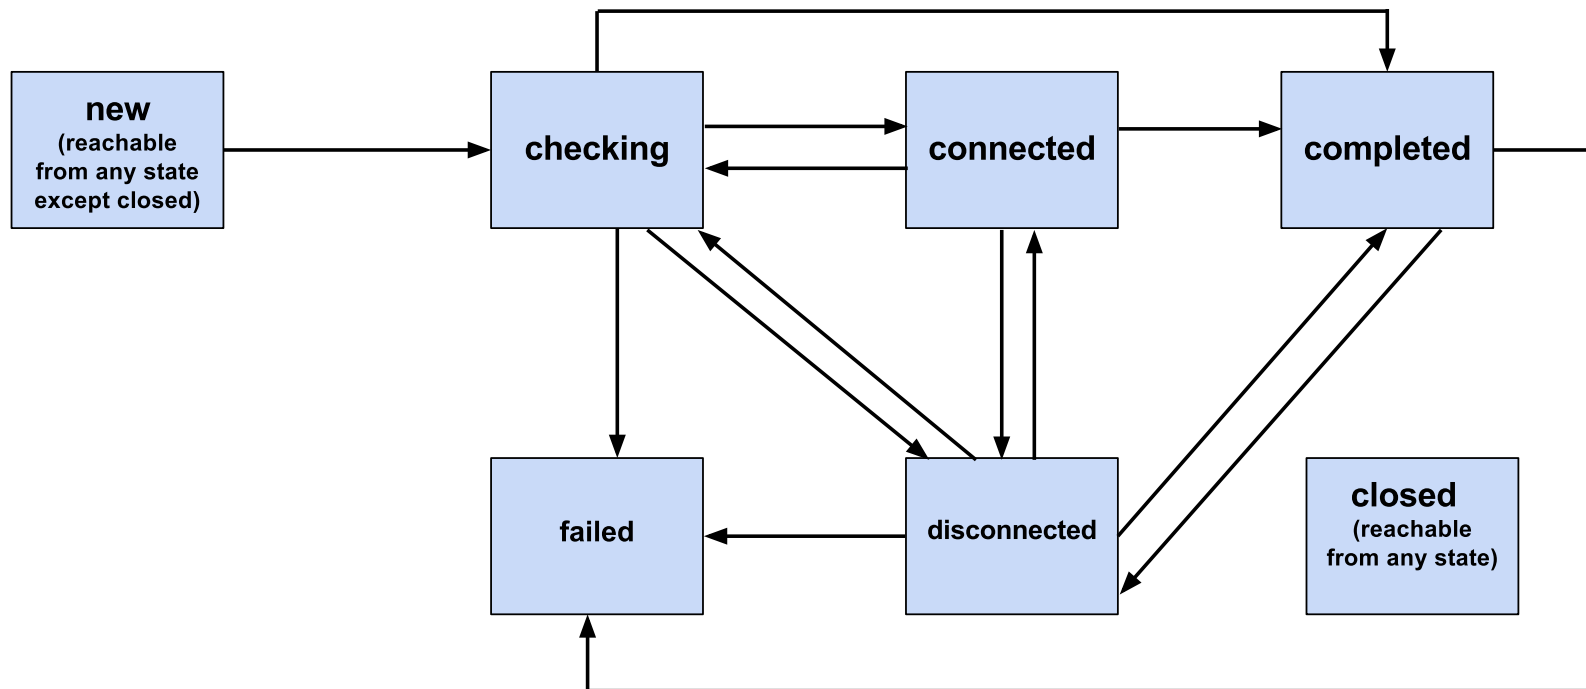 new
(reachable
from any state
except closed)
checking
connected
completed
failed
disconnected
closed
(reachable
from any state)